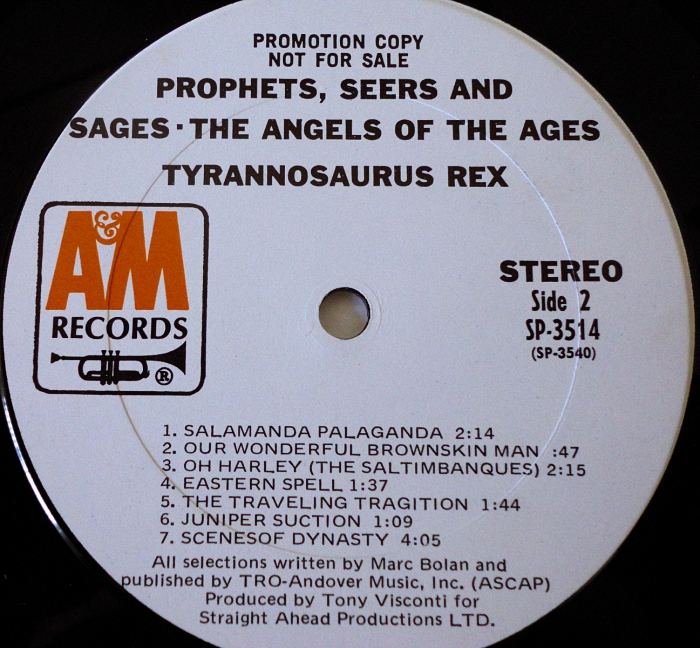 PROMOTION COPY
NOT FOR SALE
PROPHETS, SEERS AND
SAGES · THE ANGELS OF THE AGES
TYRANNOSAURUS REX
A&M
RECORDS
®
STEREO
Side 2
SP-3514
(SP-3540)
1. SALAMANDA PALAGANDA 2:14
2. OUR WONDERFUL BROWNSKIN MAN :47
3. OH HARLEY (THE SALTIMBANQUES) 2:15
4. EASTERN SPELL 1:37
5. THE TRAVELING TRAGITION 1:44
6. JUNIPER SUCTION 1:09
7. SCENESOF DYNASTY 4:05
All selections written by Marc Bolan and
published by TRO-Andover Music, Inc. (ASCAP)
Produced by Tony Visconti for
Straight Ahead Productions LTD.